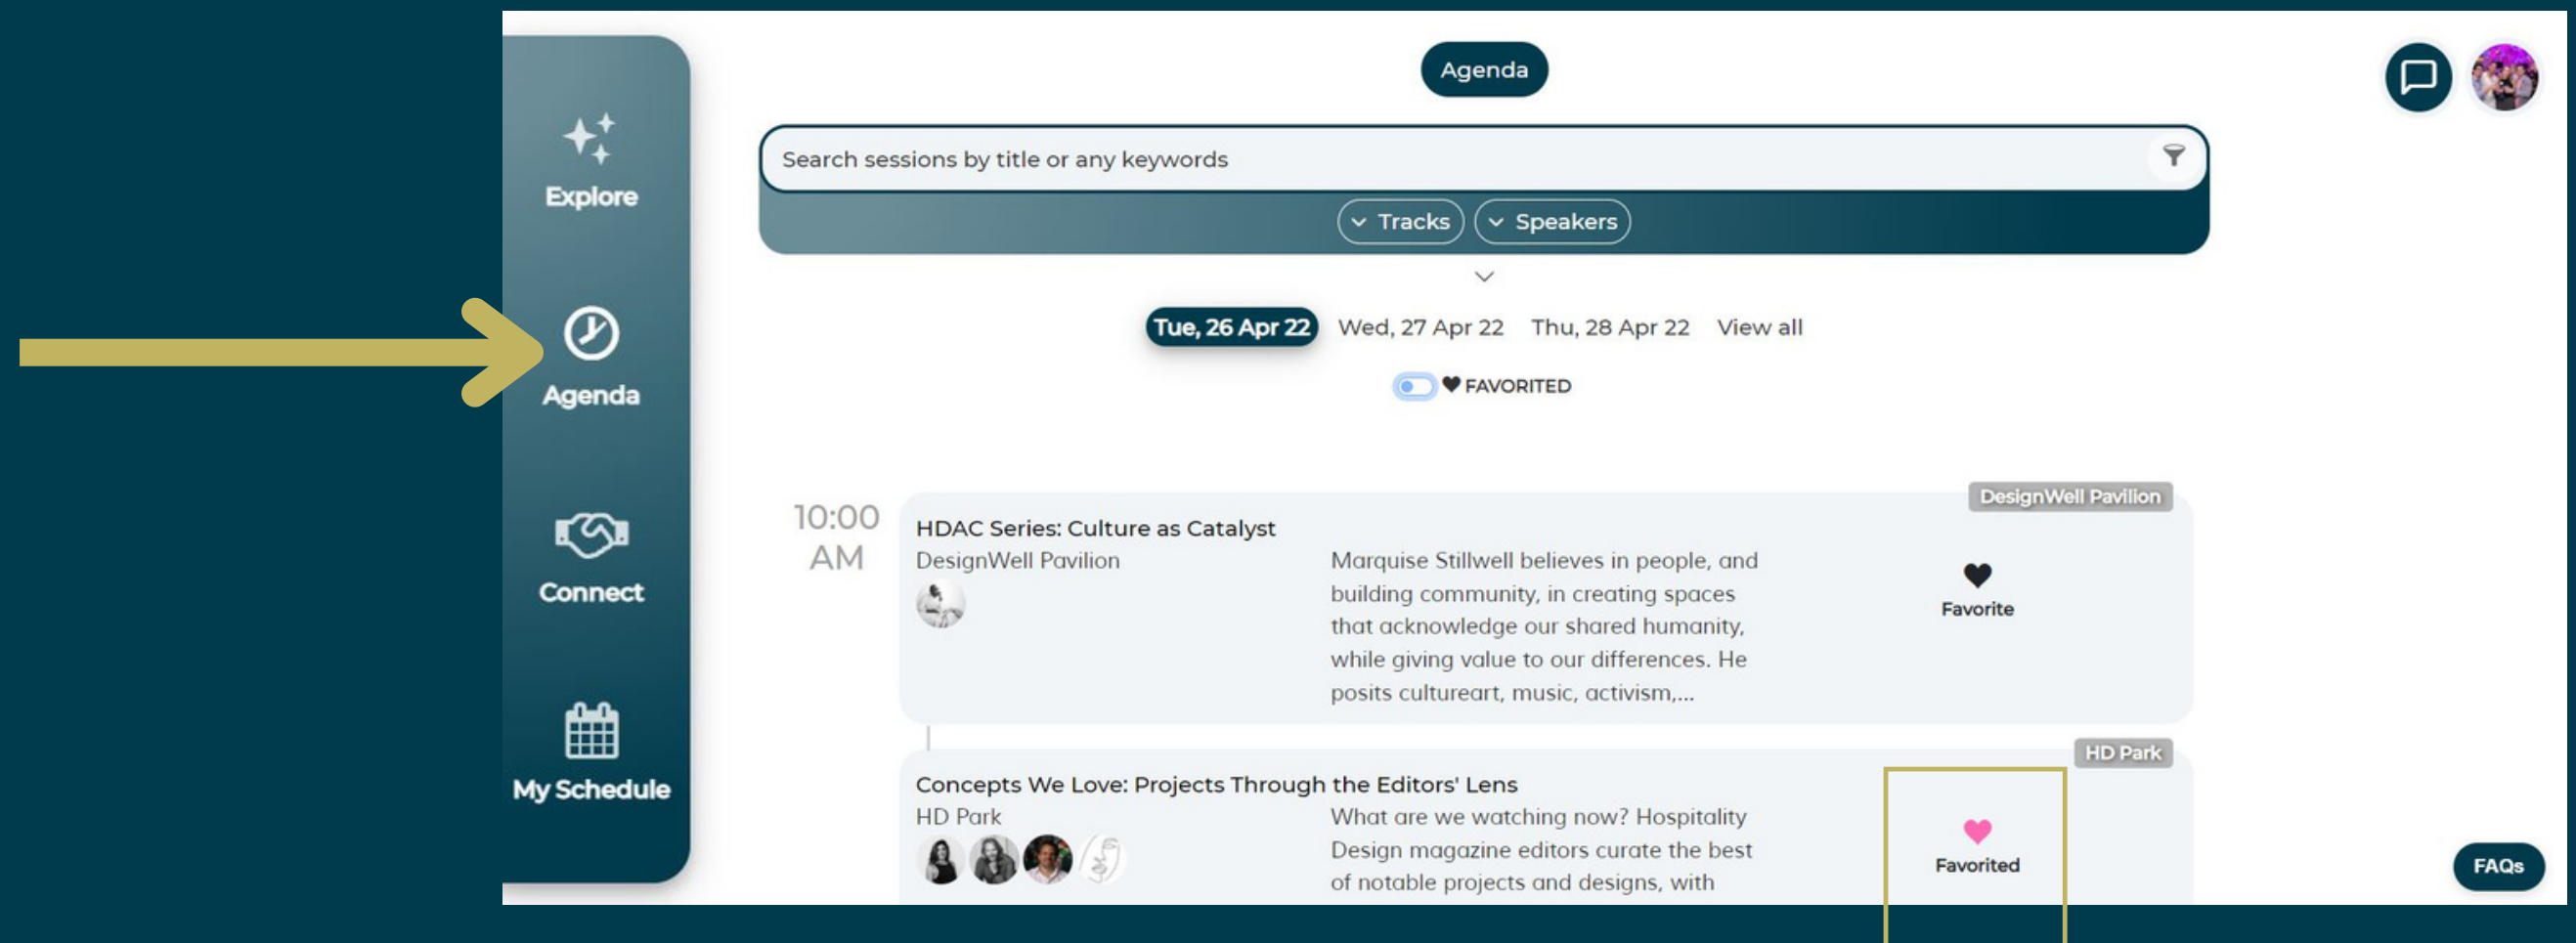 Explore
Agenda
Connect
My Schedule
Agenda
Search sessions by title or any keywords
Tracks
Speakers
Tue, 26 Apr 22
Wed, 27 Apr 22
Thu, 28 Apr 22
View all
FAVORITED
10:00
AM
DesignWell Pavilion
HDAC Series: Culture as Catalyst
DesignWell Pavilion
Marquise Stillwell believes in people, and
building community, in creating spaces
that acknowledge our shared humanity,
while giving value to our differences. He
posits cultureart, music, activism,...
Favorite
HD Park
Concepts We Love: Projects Through the Editors' Lens
HD Park
What are we watching now? Hospitality
Design magazine editors curate the best
of notable projects and designs, with
Favorited
FAQs